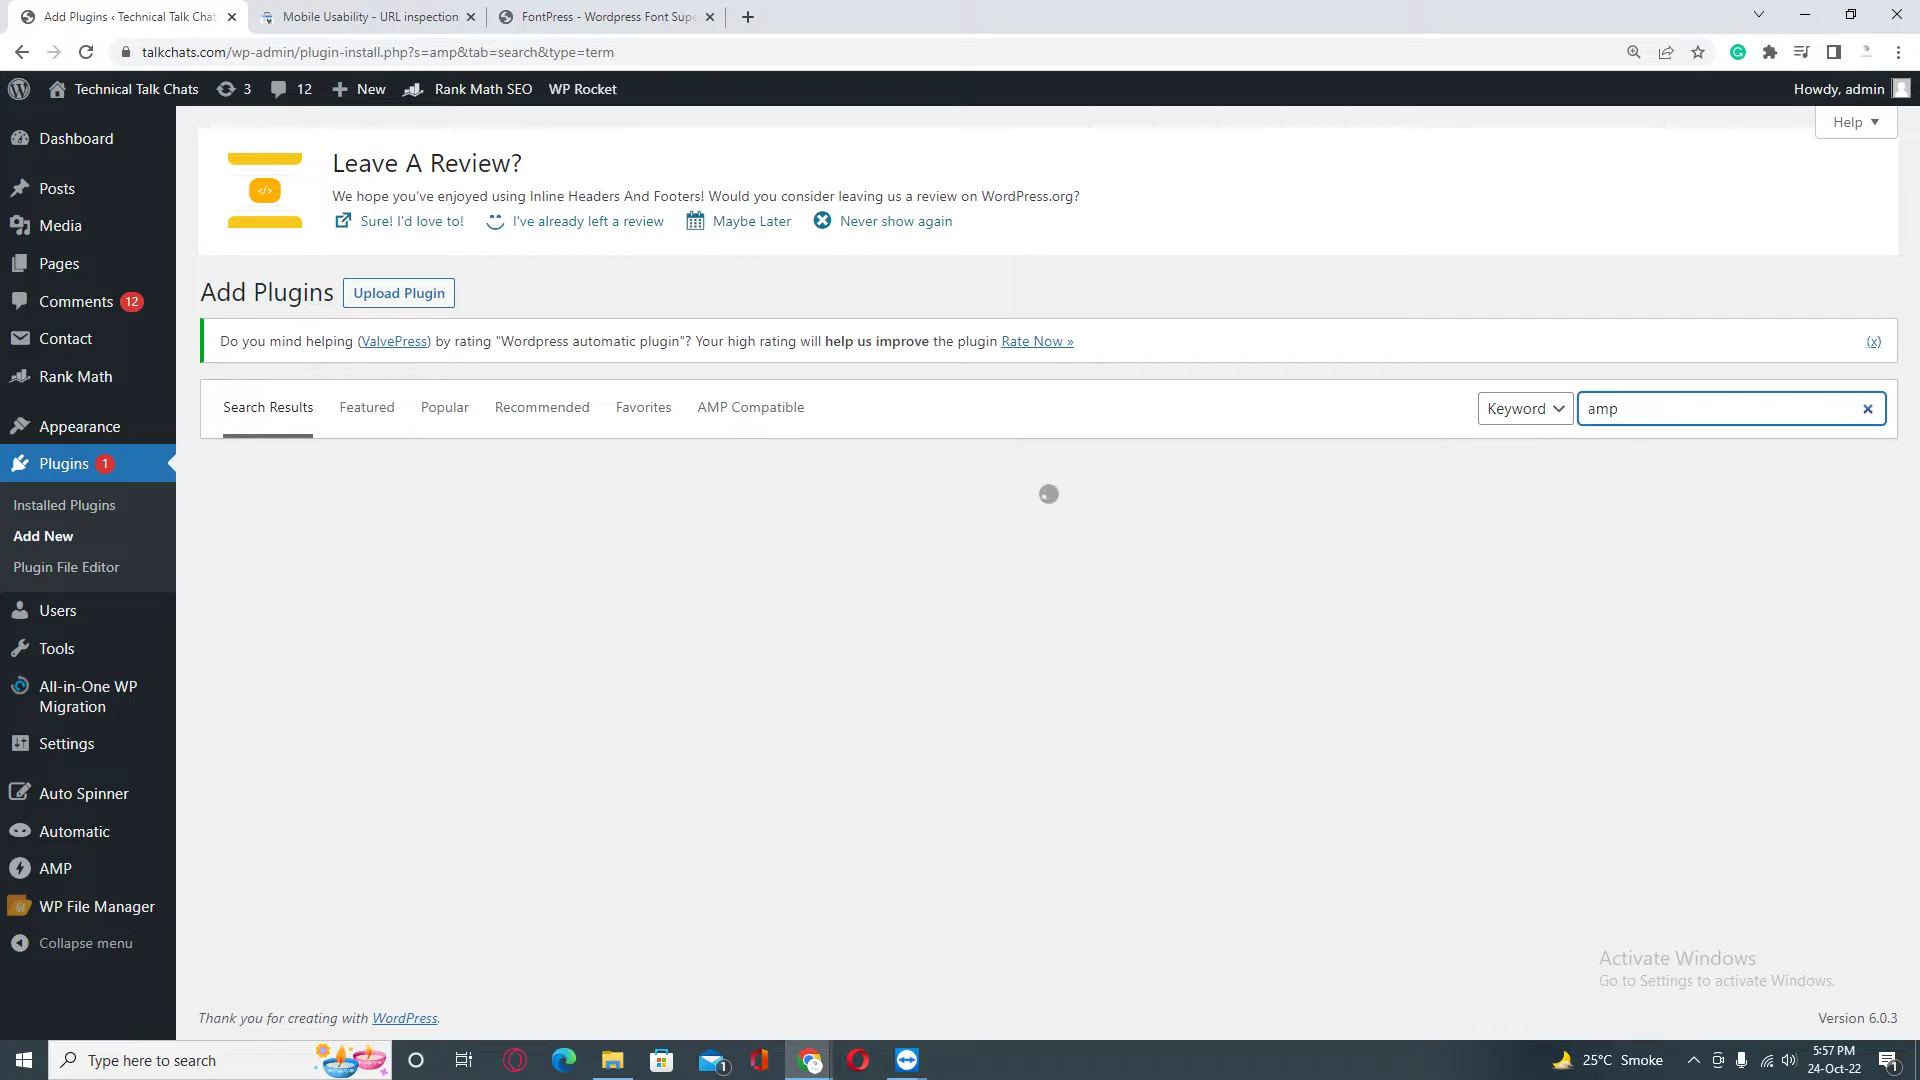 Add Plugins ‹ Technical Talk Chat
Mobile Usability - URL inspection
FontPress - Wordpress Font Supe
talkchats.com/wp-admin/plugin-install.php?s=amp&tab=search&type=term
Technical Talk Chats
3
12
New
Rank Math SEO
WP Rocket
Howdy, admin
Help
Dashboard
Posts
Media
Pages
Comments 12
Contact
Rank Math
Appearance
Plugins 1
Installed Plugins
Add New
Plugin File Editor
Users
Tools
All-in-One WP
Migration
Settings
Auto Spinner
Automatic
AMP
WP File Manager
Collapse menu
Leave A Review?
We hope you've enjoyed using Inline Headers And Footers! Would you consider leaving us a review on WordPress.org?
Sure! I'd love to!
I've already left a review
Maybe Later
Never show again
Add Plugins
Upload Plugin
Do you mind helping (ValvePress) by rating "Wordpress automatic plugin"? Your high rating will help us improve the plugin Rate Now »
(x)
Search Results
Featured
Popular
Recommended
Favorites
AMP Compatible
Keyword
amp
Activate Windows
Go to Settings to activate Windows.
Thank you for creating with WordPress.
Version 6.0.3
Type here to search
1
25°C Smoke
5:57 PM
24-Oct-22
1